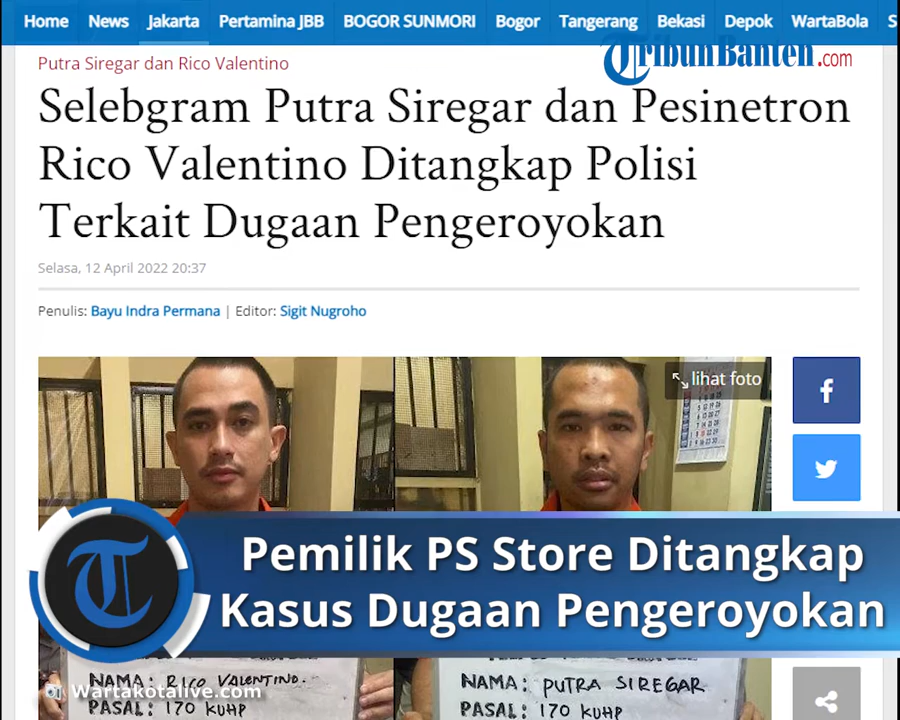 Home News Jakarta Pertamina JBB BOGOR SUNMORI Bogor Tangerang Bekasi Depok WartaBola S
Putra Siregar dan Rico Valentino
TribunBanten.com
Selebgram Putra Siregar dan Pesinetron
Rico Valentino Ditangkap Polisi
Terkait Dugaan Pengeroyokan
Selasa, 12 April 2022 20:37
Penulis: Bayu Indra Permana | Editor: Sigit Nugroho
lihat foto
f
T
Pemilik PS Store Ditangkap
Kasus Dugaan Pengeroyokan
NAMA: RICO VALENTINO.
PASAL: 170 KUHP
NAMA: PUTRA SIREGAR
PASAL: 170 KUHP
Wartakotalive.com